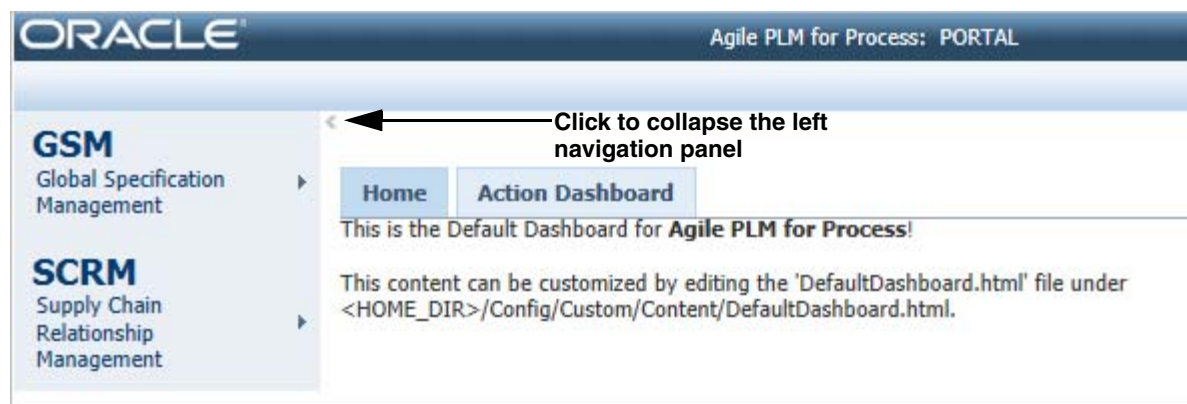 ORACLE
Agile PLM for Process: PORTAL
Click to collapse the left
navigation panel
GSM
Global Specification
Management
SCRM
Supply Chain
Relationship
Management
Home
Action Dashboard
This is the Default Dashboard for Agile PLM for Process!
This content can be customized by editing the 'DefaultDashboard.html' file under
<HOME_DIR>/Config/Custom/Content/DefaultDashboard.html.